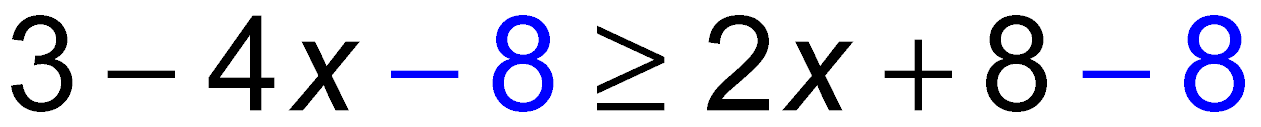 3 − 4x − 8 ≥ 2x + 8 − 8